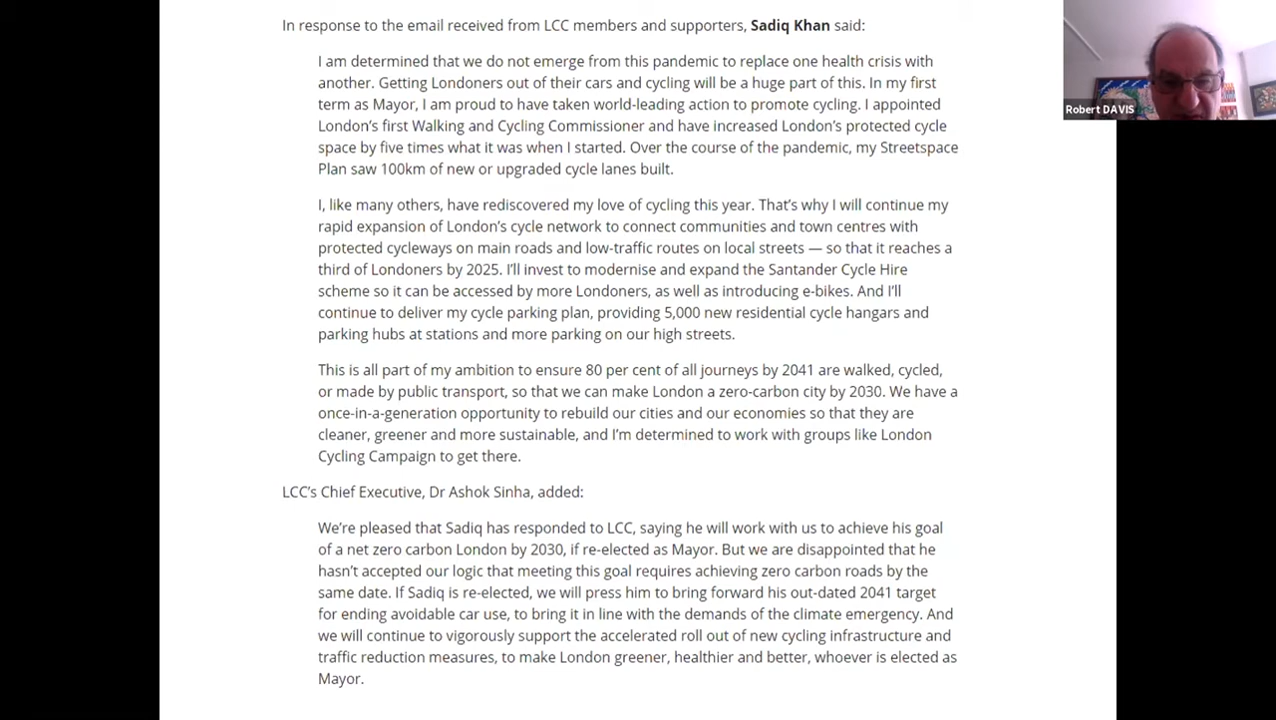 In response to the email received from LCC members and supporters, Sadiq Khan said:
I am determined that we do not emerge from this pandemic to replace one health crisis with
another. Getting Londoners out of their cars and cycling will be a huge part of this. In my first
term as Mayor, I am proud to have taken world-leading action to promote cycling. I appointed
London's first Walking and Cycling Commissioner and have increased London's protected cycle
space by five times what it was when I started. Over the course of the pandemic, my Streetspace
Plan saw 100km of new or upgraded cycle lanes built.
I, like many others, have rediscovered my love of cycling this year. That's why I will continue my
rapid expansion of London's cycle network to connect communities and town centres with
protected cycleways on main roads and low-traffic routes on local streets — so that it reaches a
third of Londoners by 2025. I'll invest to modernise and expand the Santander Cycle Hire
scheme so it can be accessed by more Londoners, as well as introducing e-bikes. And I'll
continue to deliver my cycle parking plan, providing 5,000 new residential cycle hangars and
parking hubs at stations and more parking on our high streets.
This is all part of my ambition to ensure 80 per cent of all journeys by 2041 are walked, cycled,
or made by public transport, so that we can make London a zero-carbon city by 2030. We have a
once-in-a-generation opportunity to rebuild our cities and our economies so that they are
cleaner, greener and more sustainable, and I'm determined to work with groups like London
Cycling Campaign to get there.
LCC's Chief Executive, Dr Ashok Sinha, added:
We're pleased that Sadiq has responded to LCC, saying he will work with us to achieve his goal
of a net zero carbon London by 2030, if re-elected as Mayor. But we are disappointed that he
hasn't accepted our logic that meeting this goal requires achieving zero carbon roads by the
same date. If Sadiq is re-elected, we will press him to bring forward his out-dated 2041 target
for ending avoidable car use, to bring it in line with the demands of the climate emergency. And
we will continue to vigorously support the accelerated roll out of new cycling infrastructure and
traffic reduction measures, to make London greener, healthier and better, whoever is elected as
Mayor.
Robert DAVIS